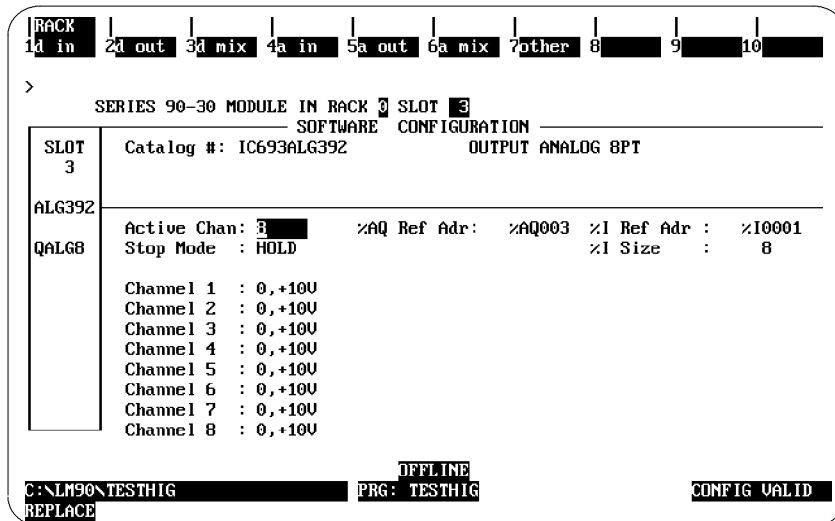 RACK
1d in 2d out 3d mix 4a in 5a out 6a mix 7other 8 9 10
>
SERIES 90-30 MODULE IN RACK 0 SLOT 3
SOFTWARE CONFIGURATION
SLOT Catalog #: IC693ALG392 OUTPUT ANALOG 8PT
3
ALG392
Active Chan: 8 %AQ Ref Adr: %AQ003 %I Ref Adr : %I0001
QALG8 Stop Mode : HOLD %I Size : 8
Channel 1 : 0,+10V
Channel 2 : 0,+10V
Channel 3 : 0,+10V
Channel 4 : 0,+10V
Channel 5 : 0,+10V
Channel 6 : 0,+10V
Channel 7 : 0,+10V
Channel 8 : 0,+10V
OFFLINE
C:\LM90\TESTHIG PRG: TESTHIG CONFIG VALID
REPLACE